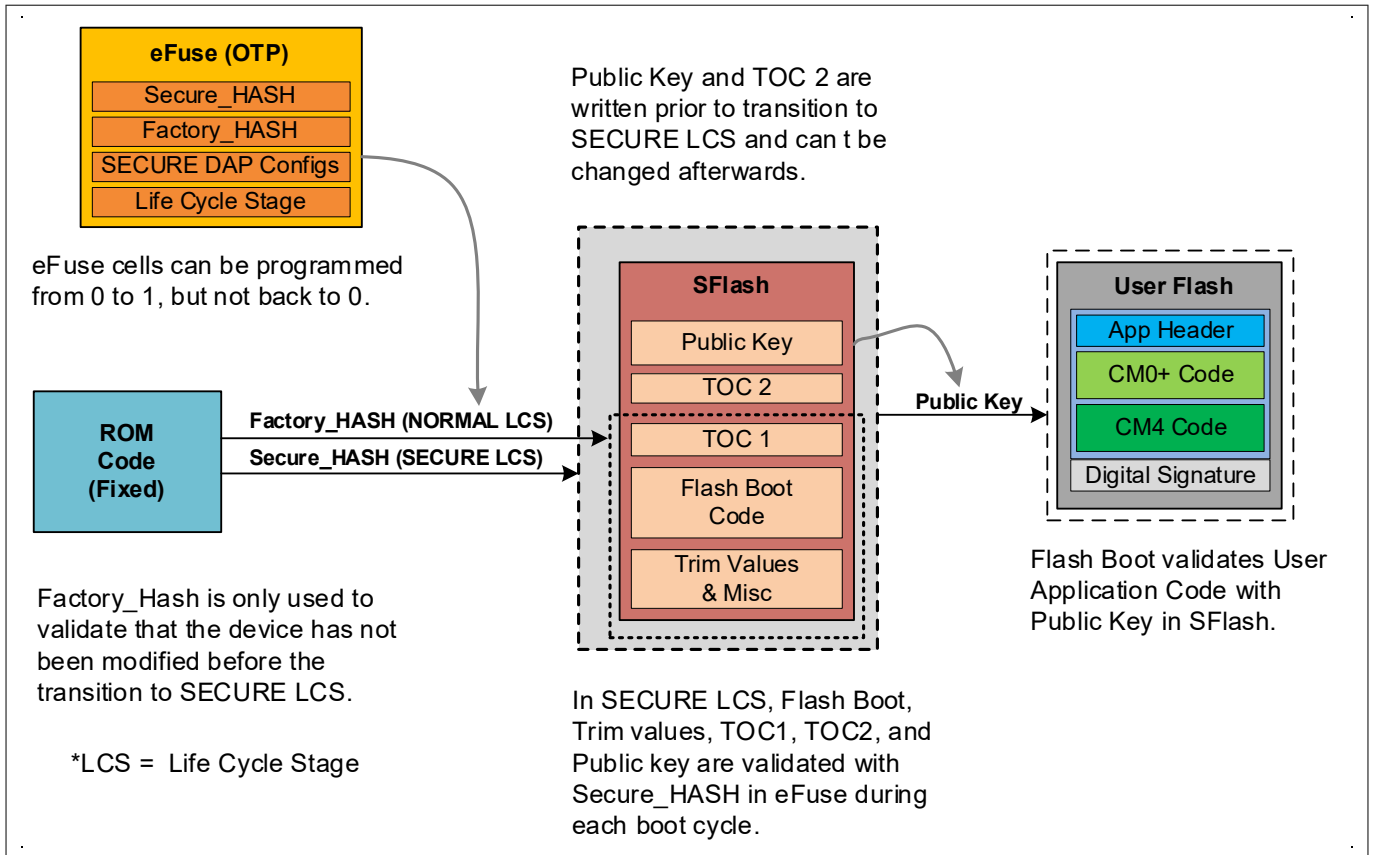 eFuse (OTP)
Secure_HASH
Factory_HASH
SECURE DAP Configs
Life Cycle Stage
eFuse cells can be programmed
from 0 to 1, but not back to 0.
Public Key and TOC 2 are
written prior to transition to
SECURE LCS and can t be
changed afterwards.
ROM
Code
(Fixed)
Factory_HASH (NORMAL LCS)
Secure_HASH (SECURE LCS)
SFlash
Public Key
TOC 2
TOC 1
Flash Boot
Code
Trim Values
& Misc
Public Key
User Flash
App Header
CM0+ Code
CM4 Code
Digital Signature
Flash Boot validates User
Application Code with
Public Key in SFlash.
Factory_Hash is only used to
validate that the device has not
been modified before the
transition to SECURE LCS.
*LCS = Life Cycle Stage
In SECURE LCS, Flash Boot,
Trim values, TOC1, TOC2, and
Public key are validated with
Secure_HASH in eFuse during
each boot cycle.